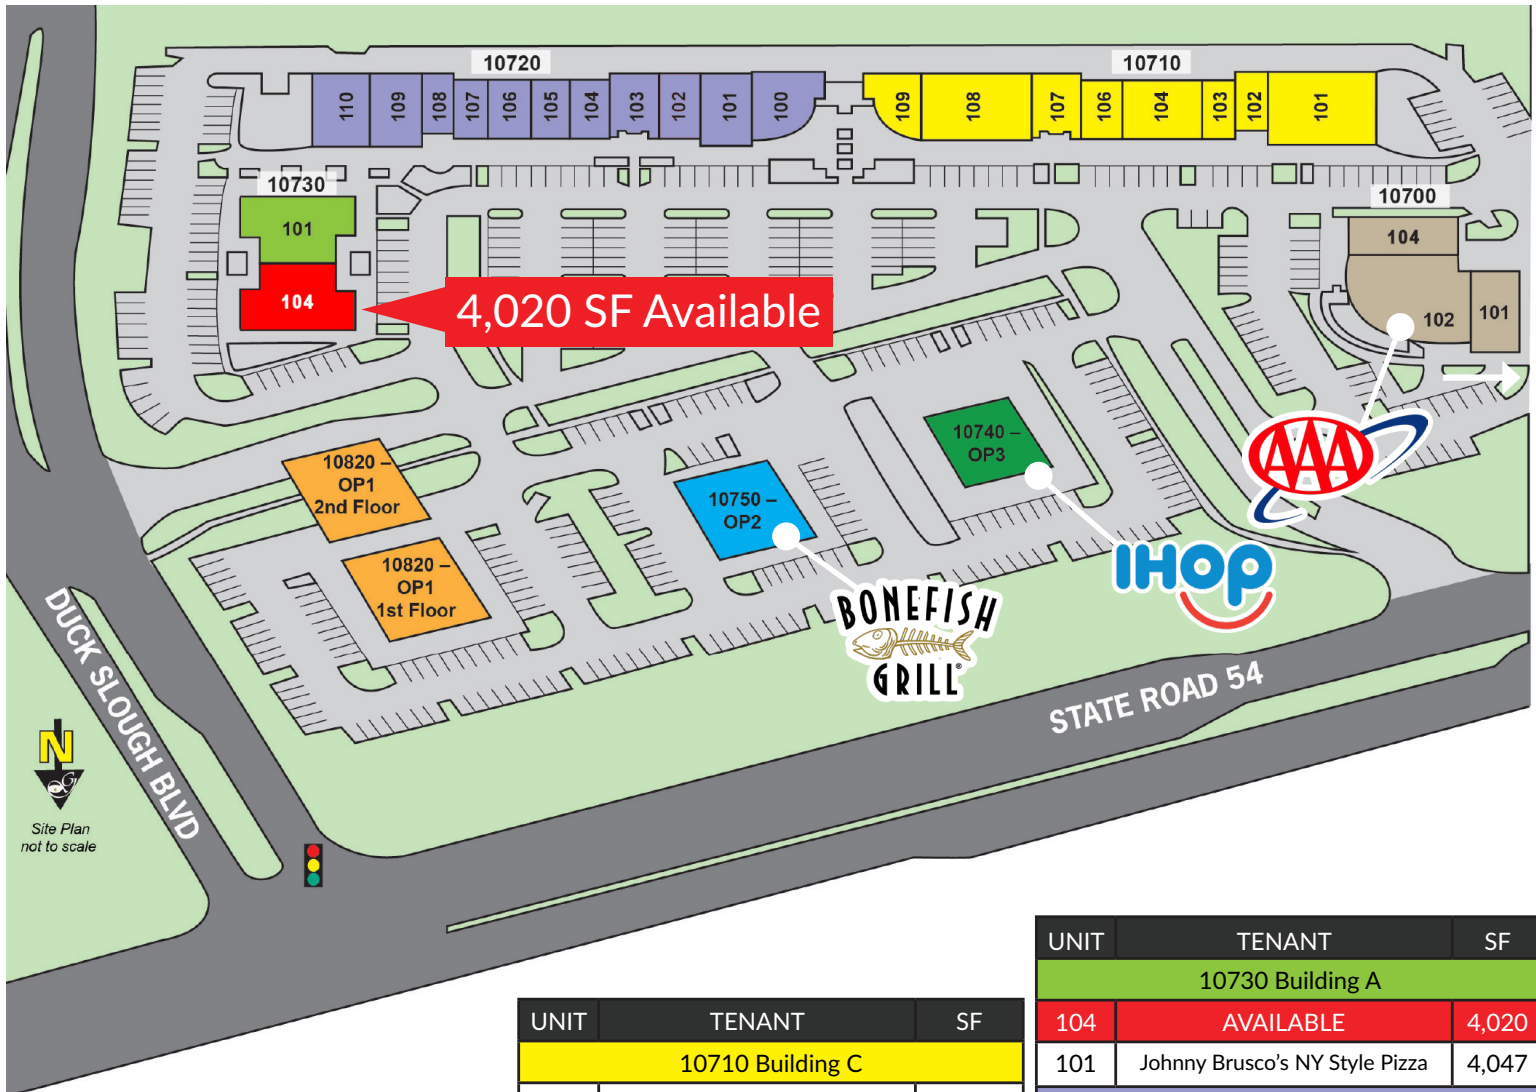 10720
10710
110
109
108
107
106
105
104
103
102
101
100
109
108
107
106
104
103
102
101
10730
101
104
4,020 SF Available
10700
104
102
101
AAA
10820 –
OP1
2nd Floor
10820 –
OP1
1st Floor
10750 –
OP2
10740 –
OP3
IHOP
BONEFISH
GRILL®
DUCK SLOUGH BLVD
STATE ROAD 54
N
Site Plan
not to scale
UNIT TENANT SF
10710 Building C
UNIT TENANT SF
10730 Building A
104 AVAILABLE 4,020
101 Johnny Brusco's NY Style Pizza 4,047